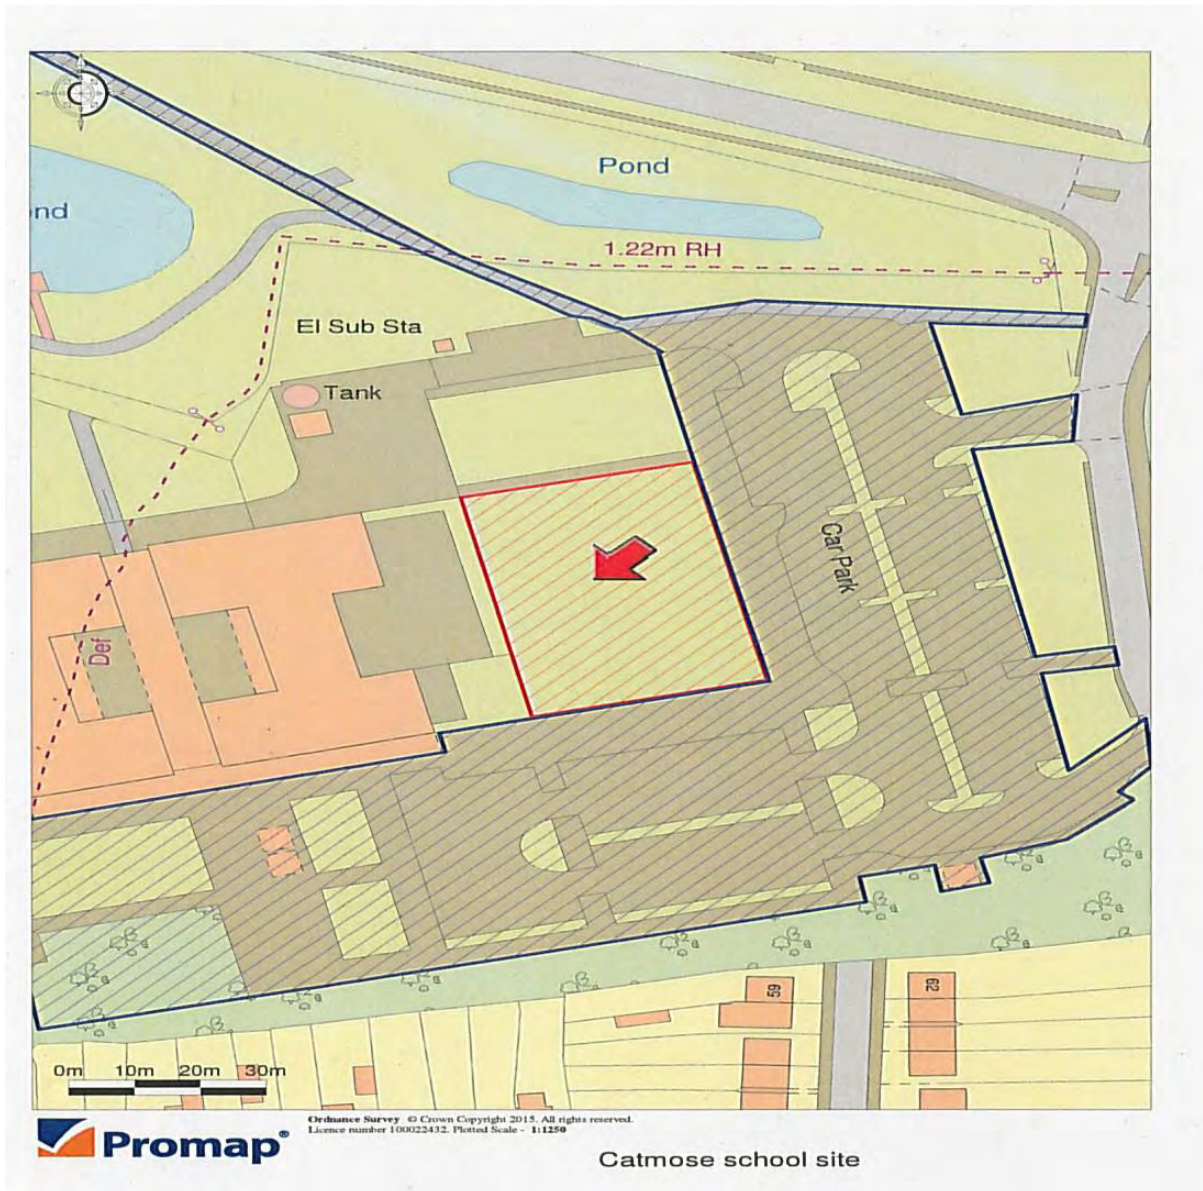 Pond
nd
1.22m RH
El Sub Sta
Tank
Car Park
Def
59
62
0m 10m 20m 30m
Promap®
Ordnance Survey © Crown Copyright 2015. All rights reserved.
Licence number 100022432. Plotted Scale - 1:1250
Catmose school site